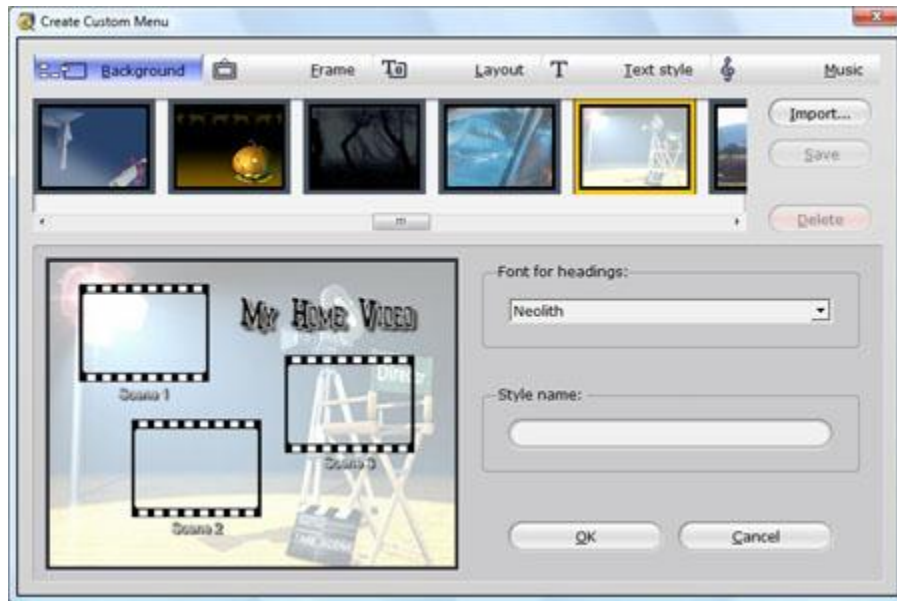 Create Custom Menu
Background Frame Layout Text style Music
Import...
Save
Delete
My Home Video
Scene 1
Scene 2
Scene 3
Direct
Font for headings:
Neolith
Style name:
OK Cancel